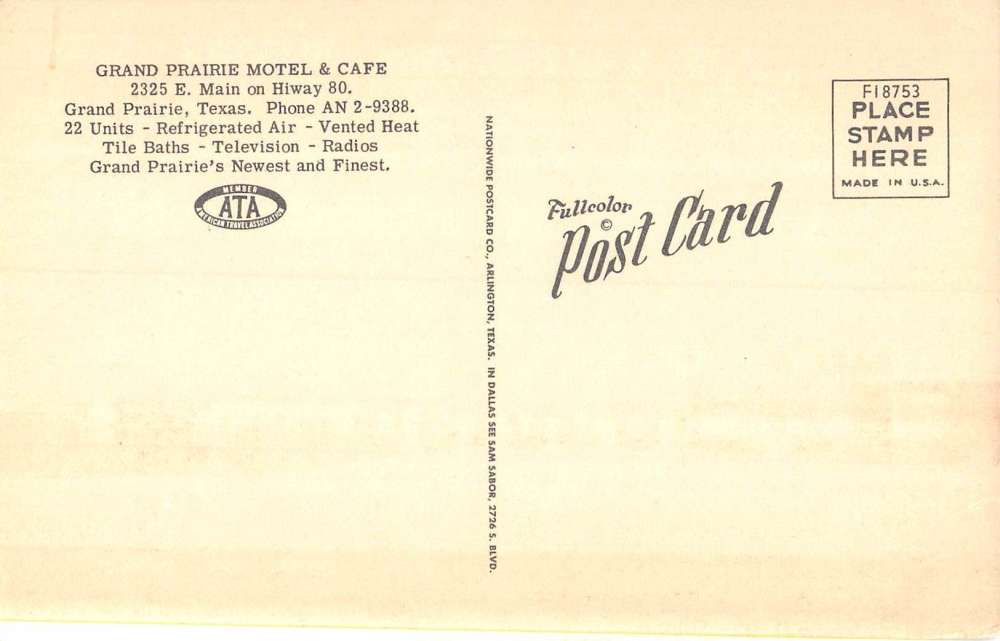 GRAND PRAIRIE MOTEL & CAFE
2325 E. Main on Hiway 80.
Grand Prairie, Texas. Phone AN 2-9388.
22 Units - Refrigerated Air - Vented Heat
Tile Baths - Television - Radios
Grand Prairie's Newest and Finest.
MEMBER
ATA
AMERICAN TRAVEL ASSOCIATION
NATIONWIDE POSTCARD CO., ARLINGTON, TEXAS. IN DALLAS SEE SAM SABOR, 2726 S. BLVD.
Fullcolor
©
Post Card
F18753
PLACE
STAMP
HERE
MADE IN U.S.A.